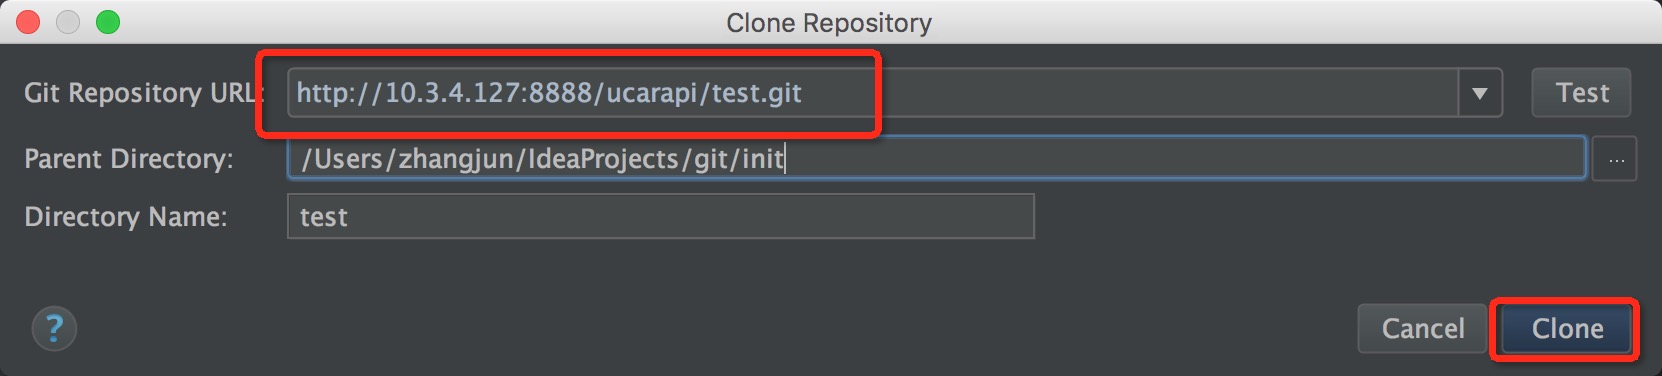 Clone Repository
Git Repository URL: http://10.3.4.127:8888/ucarapi/test.git Test
Parent Directory: /Users/zhangjun/IdeaProjects/git/init ...
Directory Name: test
? Cancel Clone